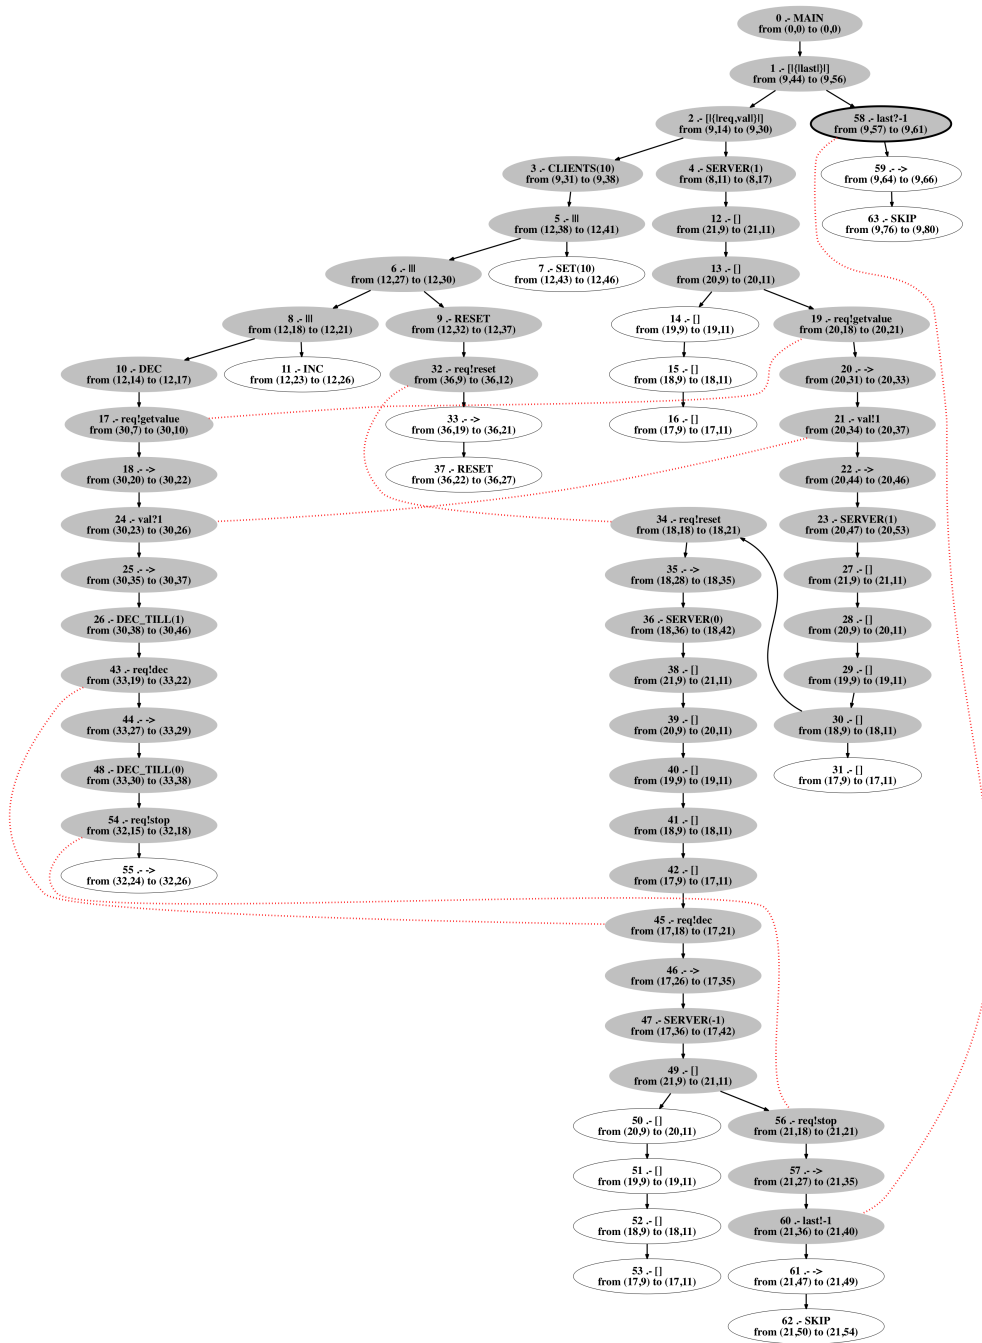 0 .- MAIN
from (0,0) to (0,0)
1 .- [|{|last|}|]
from (9,44) to (9,56)
2 .- [|{|req,val|}|]
from (9,14) to (9,30)
58 .- last?-1
from (9,57) to (9,61)
3 .- CLIENTS(10)
from (9,31) to (9,38)
4 .- SERVER(1)
from (8,11) to (8,17)
59 .- ->
from (9,64) to (9,66)
5 .- |||
from (12,38) to (12,41)
12 .- []
from (21,9) to (21,11)
63 .- SKIP
from (9,76) to (9,80)
6 .- |||
from (12,27) to (12,30)
7 .- SET(10)
from (12,43) to (12,46)
13 .- []
from (20,9) to (20,11)
8 .- |||
from (12,18) to (12,21)
9 .- RESET
from (12,32) to (12,37)
14 .- []
from (19,9) to (19,11)
19 .- req!getvalue
from (20,18) to (20,21)
10 .- DEC
from (12,14) to (12,17)
11 .- INC
from (12,23) to (12,26)
32 .- req!reset
from (36,9) to (36,12)
15 .- []
from (18,9) to (18,11)
20 .- ->
from (20,31) to (20,33)
17 .- req!getvalue
from (30,7) to (30,10)
33 .- ->
from (36,19) to (36,21)
16 .- []
from (17,9) to (17,11)
21 .- val!1
from (20,34) to (20,37)
18 .- ->
from (30,20) to (30,22)
37 .- RESET
from (36,22) to (36,27)
22 .- ->
from (20,44) to (20,46)
24 .- val?1
from (30,23) to (30,26)
34 .- req!reset
from (18,18) to (18,21)
23 .- SERVER(1)
from (20,47) to (20,53)
25 .- ->
from (30,35) to (30,37)
35 .- ->
from (18,28) to (18,35)
27 .- []
from (21,9) to (21,11)
26 .- DEC_TILL(1)
from (30,38) to (30,46)
36 .- SERVER(0)
from (18,36) to (18,42)
28 .- []
from (20,9) to (20,11)
43 .- req!dec
from (33,19) to (33,22)
38 .- []
from (21,9) to (21,11)
29 .- []
from (19,9) to (19,11)
44 .- ->
from (33,27) to (33,29)
39 .- []
from (20,9) to (20,11)
30 .- []
from (18,9) to (18,11)
48 .- DEC_TILL(0)
from (33,30) to (33,38)
40 .- []
from (19,9) to (19,11)
31 .- []
from (17,9) to (17,11)
54 .- req!stop
from (32,15) to (32,18)
41 .- []
from (18,9) to (18,11)
55 .- ->
from (32,24) to (32,26)
42 .- []
from (17,9) to (17,11)
45 .- req!dec
from (17,18) to (17,21)
46 .- ->
from (17,26) to (17,35)
47 .- SERVER(-1)
from (17,36) to (17,42)
49 .- []
from (21,9) to (21,11)
50 .- []
from (20,9) to (20,11)
56 .- req!stop
from (21,18) to (21,21)
51 .- []
from (19,9) to (19,11)
57 .- ->
from (21,27) to (21,35)
52 .- []
from (18,9) to (18,11)
60 .- last!-1
from (21,36) to (21,40)
53 .- []
from (17,9) to (17,11)
61 .- ->
from (21,47) to (21,49)
62 .- SKIP
from (21,50) to (21,54)